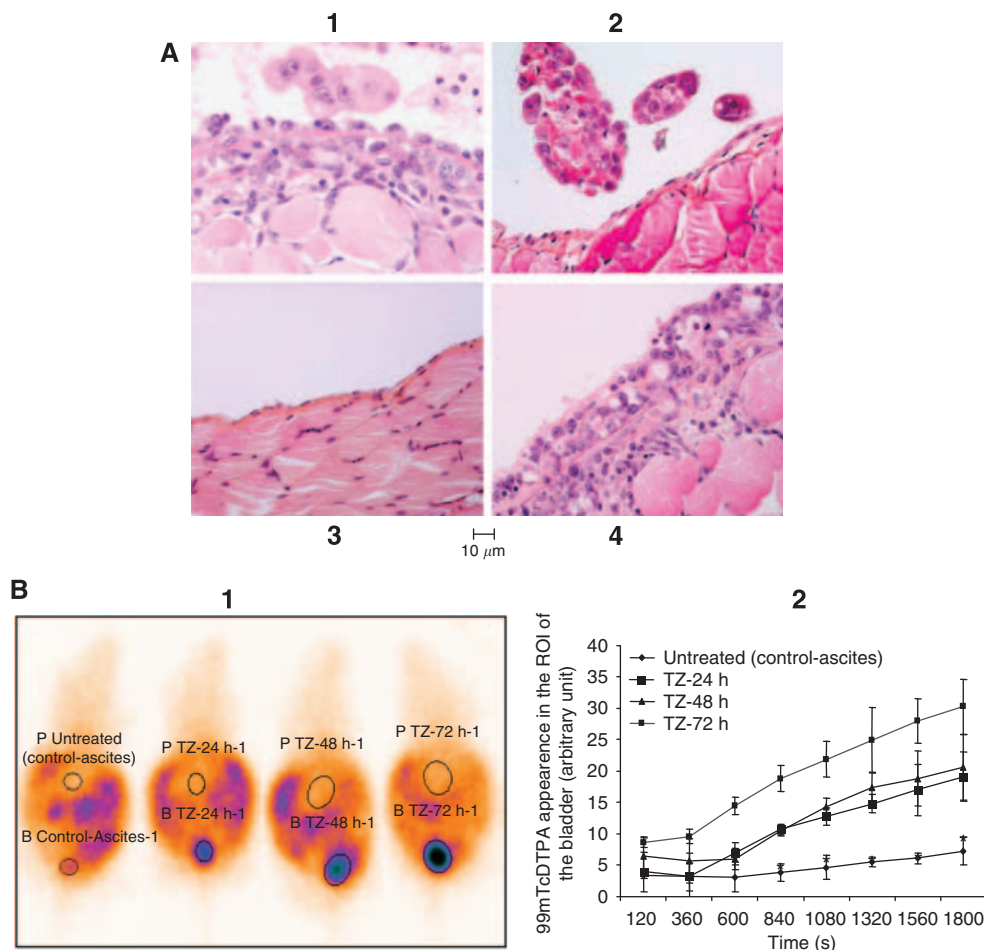 1
2
A
3
4
10 μm
B
1
P Untreated
(control-ascites)
P TZ-24 h-1
P TZ-48 h-1
P TZ-72 h-1
B Control-Ascites-1
B TZ-24 h-1
B TZ-48 h-1
B TZ-72 h-1
2
99mTcDTPA appearence in the ROI of
the bladder (arbitrary unit)
40
35
30
25
20
15
10
5
0
Untreated (control-ascites)
TZ-24 h
TZ-48 h
TZ-72 h
120 360 600 840 1080 1320 1560 1800
Time (s)